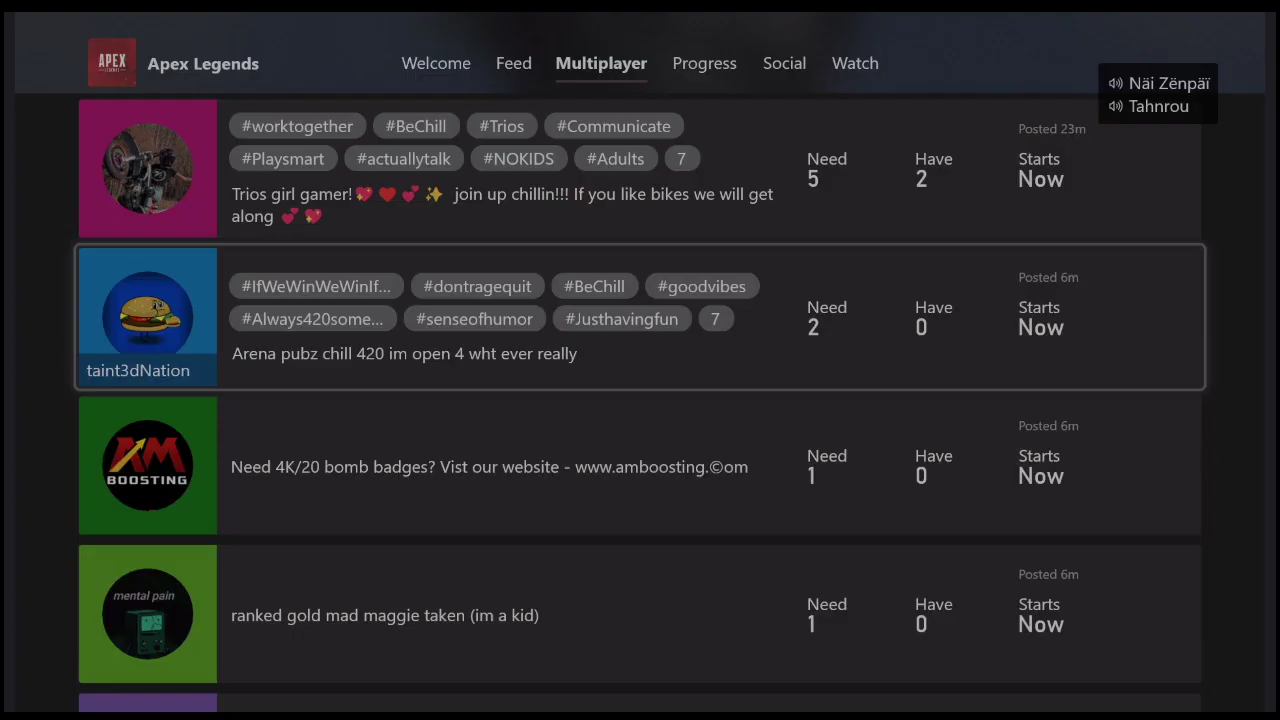 APEX
LEGENDS
Apex Legends
Welcome Feed Multiplayer Progress Social Watch
Näi Zënpäï
Tahnrou
#worktogether #BeChill #Trios #Communicate
#Playsmart #actuallytalk #NOKIDS #Adults 7
Trios girl gamer!💖❤️💕✨ join up chillin!!! If you like bikes we will get
along 💕💖
Posted 23m
Need Have Starts
5 2 Now
#IfWeWinWeWinIf... #dontragequit #BeChill #goodvibes
#Always420some... #senseofhumor #Justhavingfun 7
Arena pubz chill 420 im open 4 wht ever really
taint3dNation
Posted 6m
Need Have Starts
2 0 Now
AM
BOOSTING
Need 4K/20 bomb badges? Vist our website - www.amboosting.©om
Posted 6m
Need Have Starts
1 0 Now
mental pain
ranked gold mad maggie taken (im a kid)
Posted 6m
Need Have Starts
1 0 Now